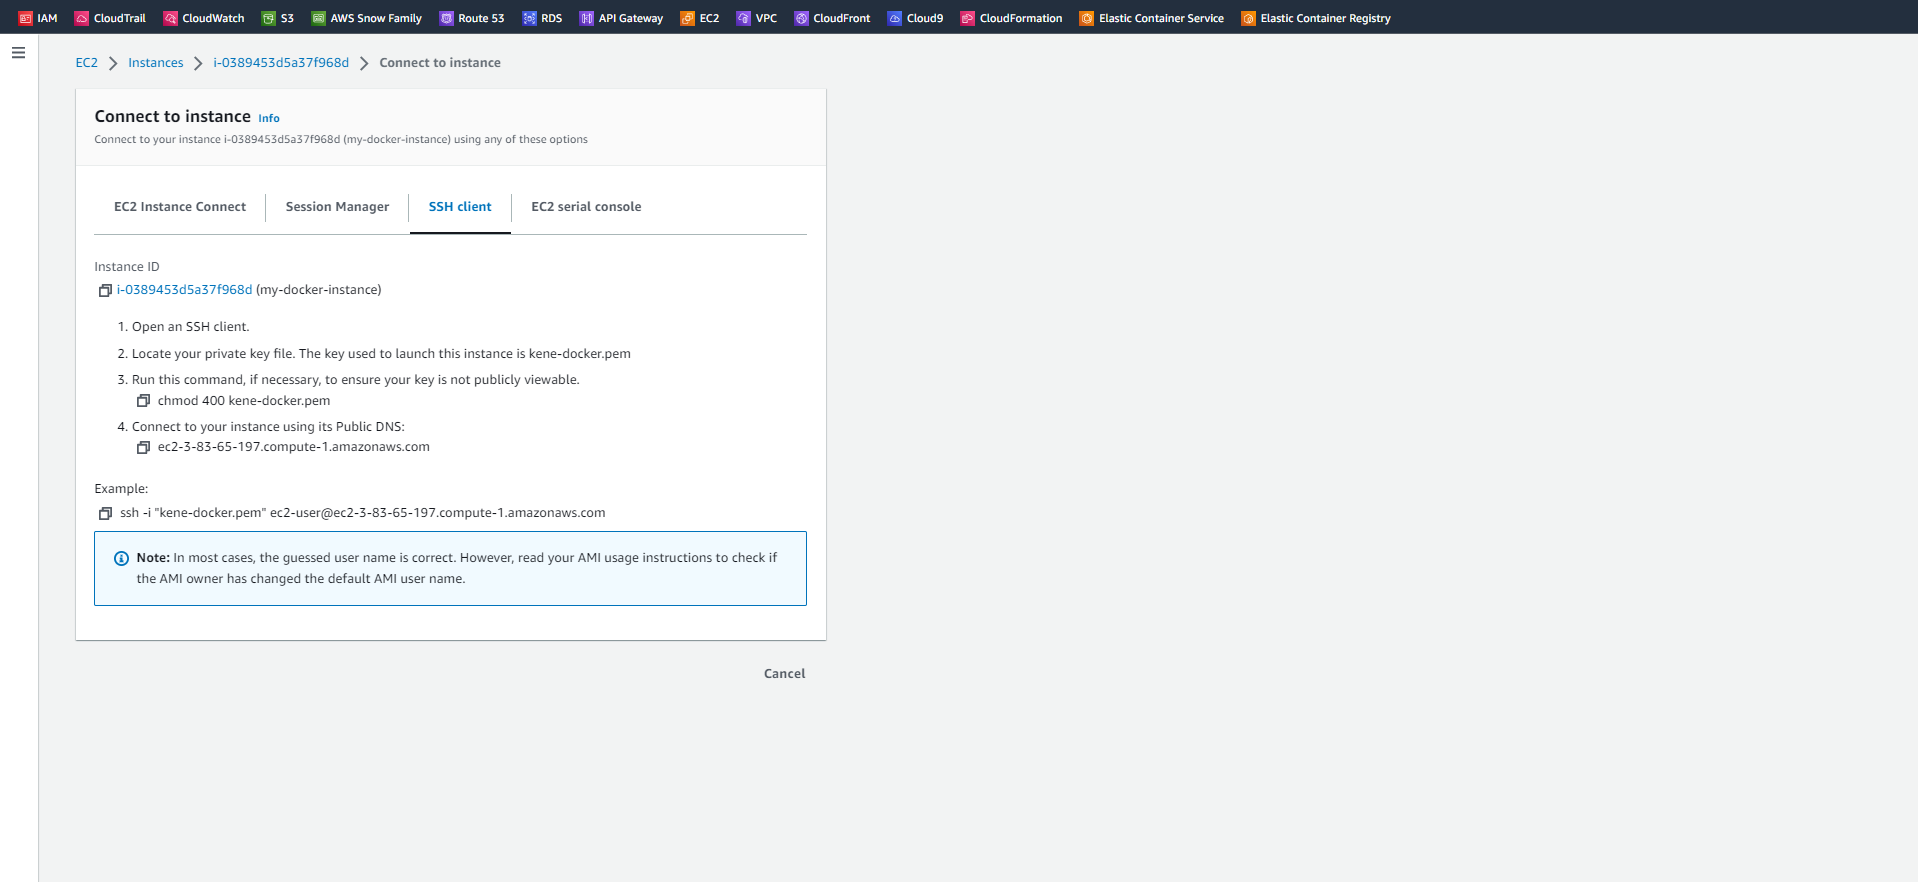 IAM CloudTrail CloudWatch S3 AWS Snow Family Route 53 RDS API Gateway EC2 VPC CloudFront Cloud9 CloudFormation Elastic Container Service Elastic Container Registry
EC2 Instances i-0389453d5a37f968d Connect to instance
Connect to instance Info
Connect to your instance i-0389453d5a37f968d (my-docker-instance) using any of these options
EC2 Instance Connect Session Manager SSH client EC2 serial console
Instance ID
i-0389453d5a37f968d (my-docker-instance)
1. Open an SSH client.
2. Locate your private key file. The key used to launch this instance is kene-docker.pem
3. Run this command, if necessary, to ensure your key is not publicly viewable.
chmod 400 kene-docker.pem
4. Connect to your instance using its Public DNS:
ec2-3-83-65-197.compute-1.amazonaws.com
Example:
ssh -i "kene-docker.pem" ec2-user@ec2-3-83-65-197.compute-1.amazonaws.com
Note: In most cases, the guessed user name is correct. However, read your AMI usage instructions to check if
the AMI owner has changed the default AMI user name.
Cancel